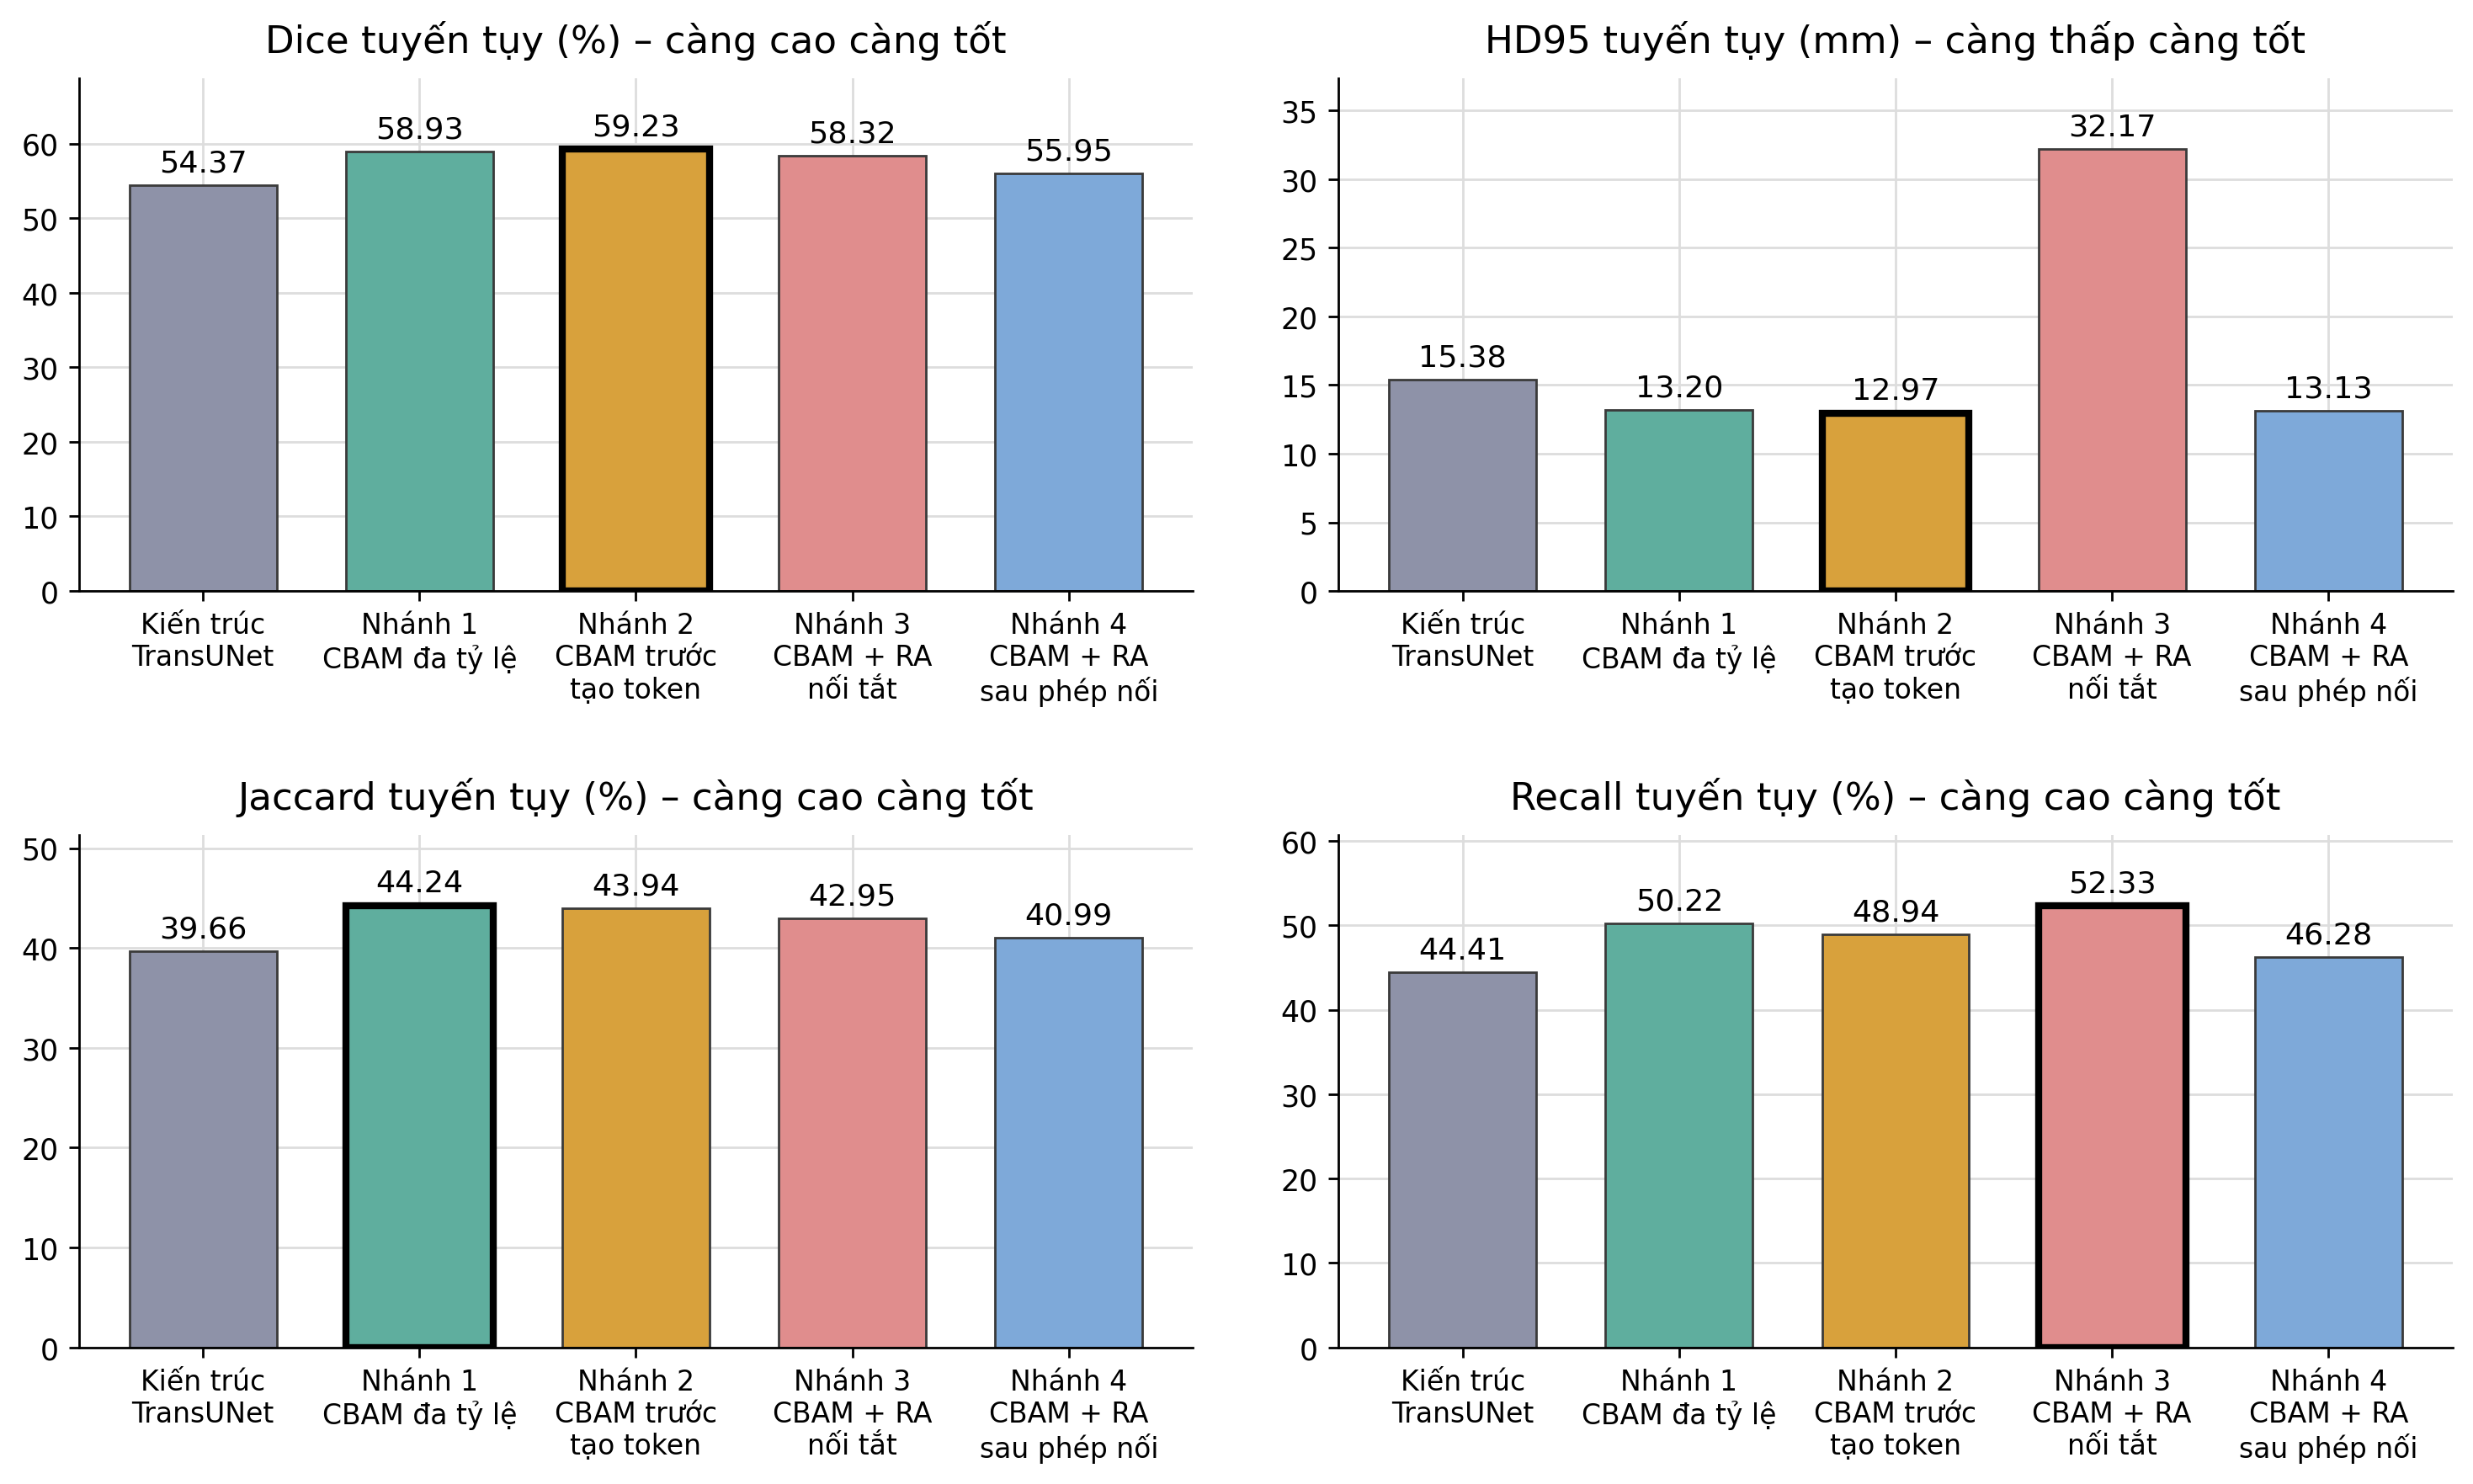 Dice tuyến tụy (%) – càng cao càng tốt
60
50
40
30
20
10
0
54.37
58.93
59.23
58.32
55.95
Kiến trúc
TransUNet
Nhánh 1
CBAM đa tỷ lệ
Nhánh 2
CBAM trước
tạo token
Nhánh 3
CBAM + RA
nối tắt
Nhánh 4
CBAM + RA
sau phép nối
HD95 tuyến tụy (mm) – càng thấp càng tốt
35
30
25
20
15
10
5
0
15.38
13.20
12.97
32.17
13.13
Kiến trúc
TransUNet
Nhánh 1
CBAM đa tỷ lệ
Nhánh 2
CBAM trước
tạo token
Nhánh 3
CBAM + RA
nối tắt
Nhánh 4
CBAM + RA
sau phép nối
Jaccard tuyến tụy (%) – càng cao càng tốt
50
40
30
20
10
0
39.66
44.24
43.94
42.95
40.99
Kiến trúc
TransUNet
Nhánh 1
CBAM đa tỷ lệ
Nhánh 2
CBAM trước
tạo token
Nhánh 3
CBAM + RA
nối tắt
Nhánh 4
CBAM + RA
sau phép nối
Recall tuyến tụy (%) – càng cao càng tốt
60
50
40
30
20
10
0
44.41
50.22
48.94
52.33
46.28
Kiến trúc
TransUNet
Nhánh 1
CBAM đa tỷ lệ
Nhánh 2
CBAM trước
tạo token
Nhánh 3
CBAM + RA
nối tắt
Nhánh 4
CBAM + RA
sau phép nối